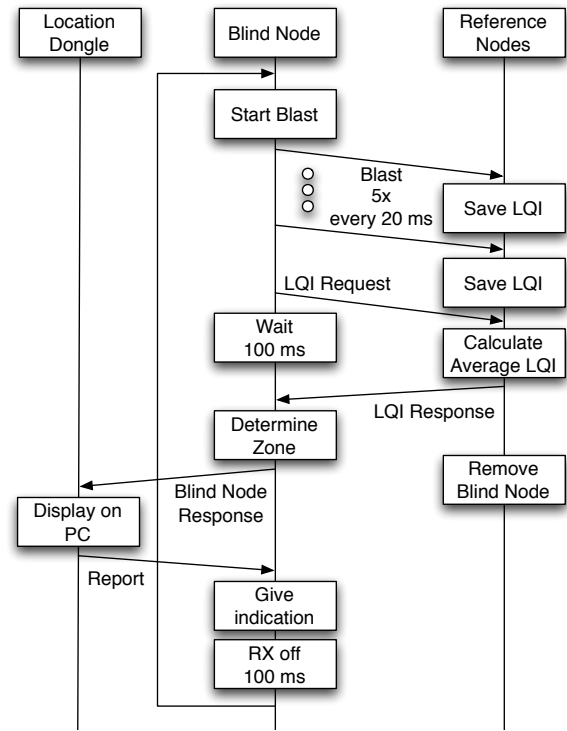 Location
Dongle
Blind Node
Reference
Nodes
Start Blast
Blast
5x
every 20 ms
Save LQI
Save LQI
LQI Request
Wait
100 ms
Calculate
Average LQI
LQI Response
Determine
Zone
Remove
Blind Node
Blind Node
Response
Display on
PC
Report
Give
indication
RX off
100 ms